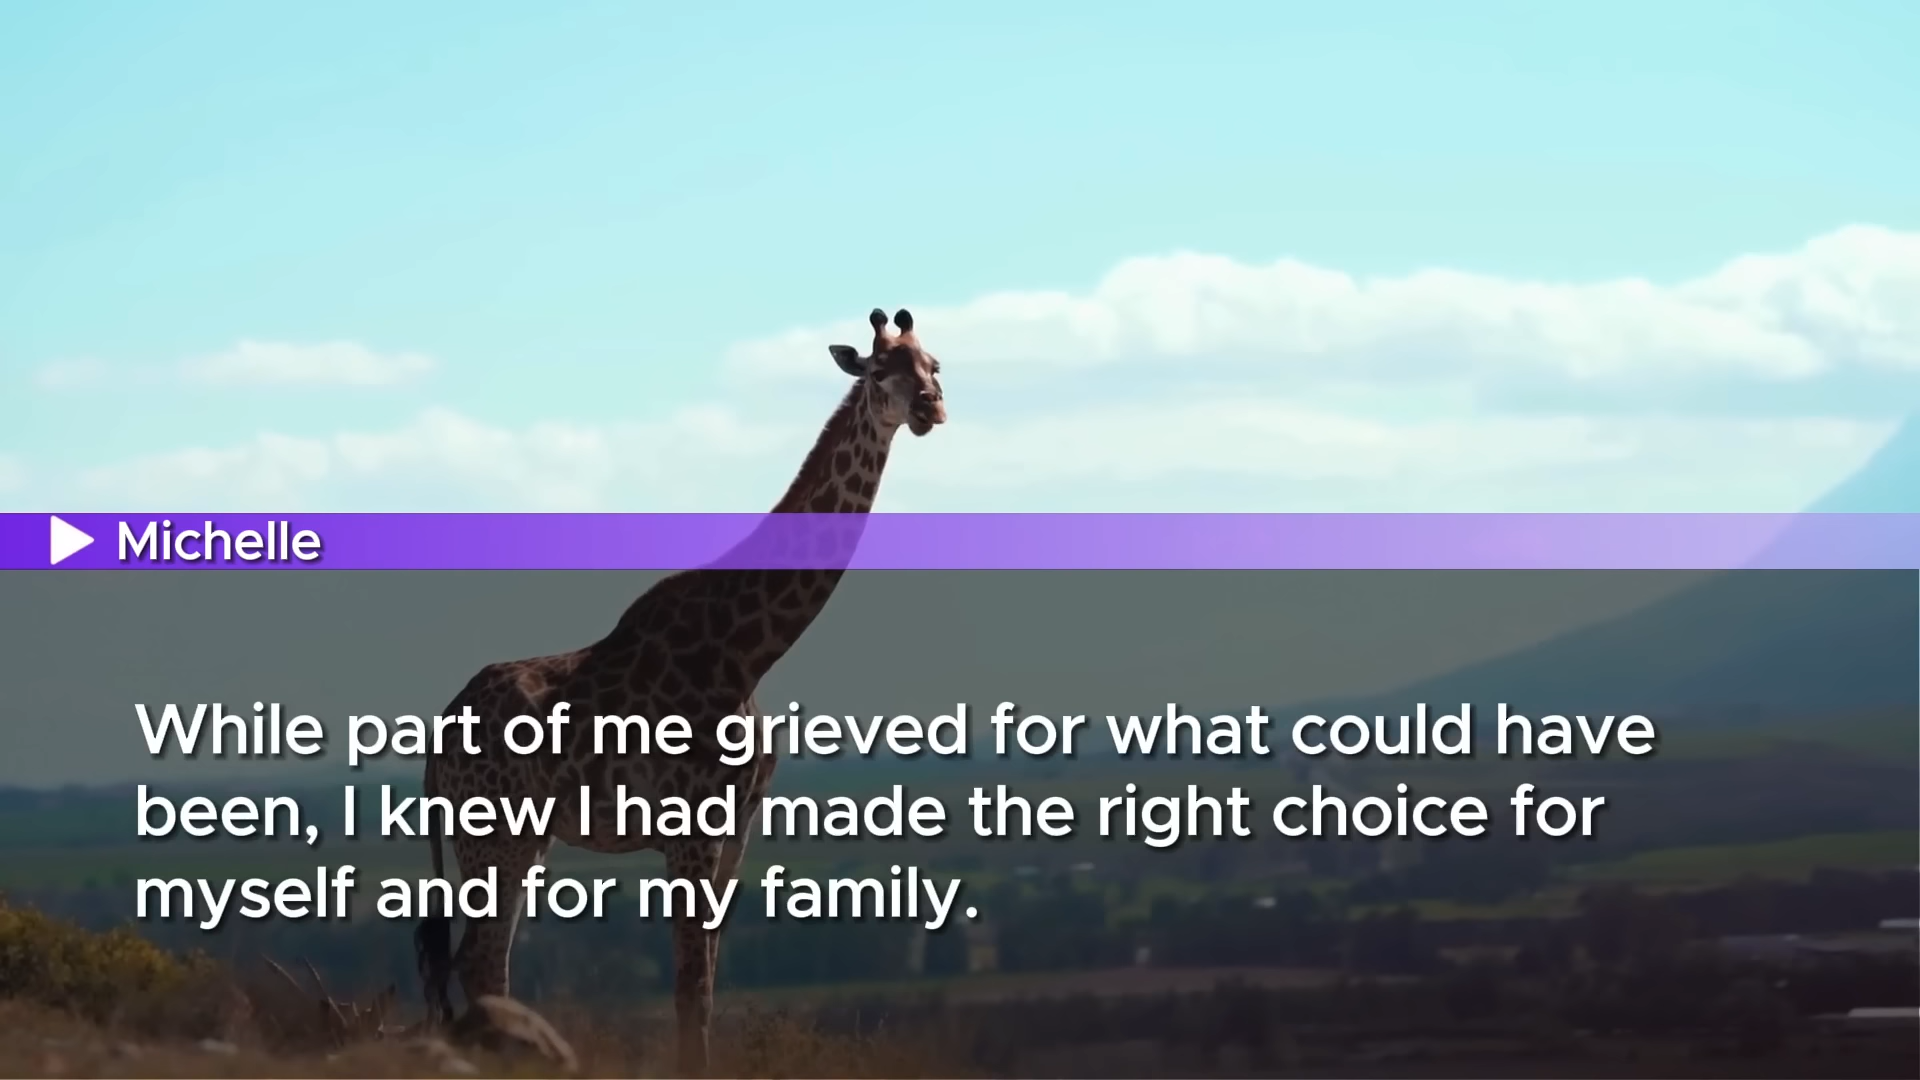 Michelle
While part of me grieved for what could have
been, I knew I had made the right choice for
myself and for my family.